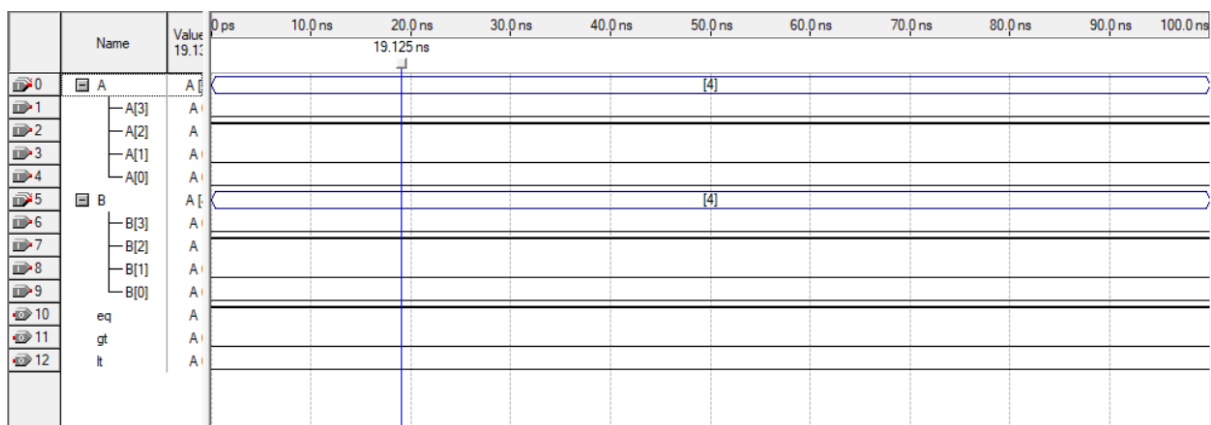 Name Value 19.1 0 ps 10.0 ns 20.0 ns 30.0 ns 40.0 ns 50.0 ns 60.0 ns 70.0 ns 80.0 ns 90.0 ns 100.0 ns
19.125 ns
0 A A [ [4]
1 A[3] A
2 A[2] A
3 A[1] A
4 A[0] A
5 B A [ [4]
6 B[3] A
7 B[2] A
8 B[1] A
9 B[0] A
10 eq A
11 gt A
12 lt A